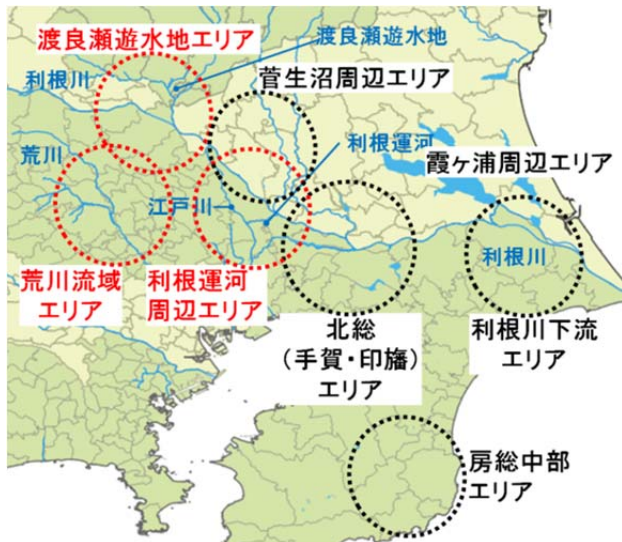 渡良瀬遊水地エリア
渡良瀬遊水地
利根川
菅生沼周辺エリア
荒川
利根運河
霞ヶ浦周辺エリア
江戸川
利根川
荒川流域
エリア
利根運河
周辺エリア
北総
(手賀・印旛)
エリア
利根川下流
エリア
房総中部
エリア